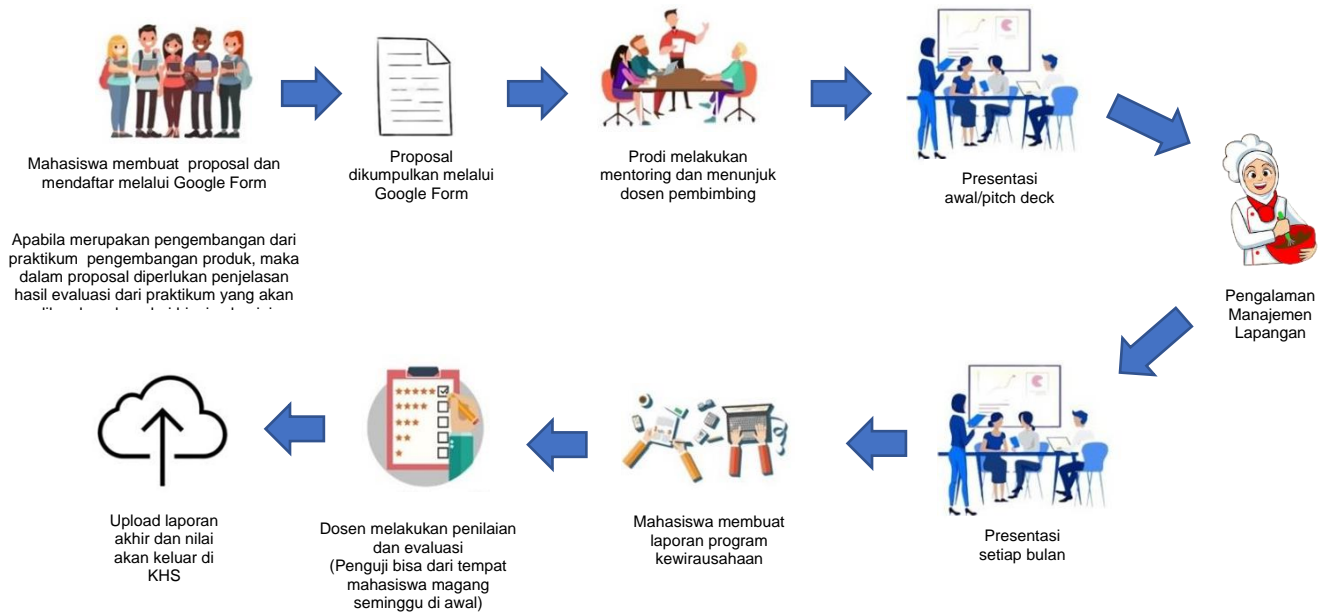 Mahasiswa membuat proposal dan
mendaftar melalui Google Form
Apabila merupakan pengembangan dari
praktikum pengembangan produk, maka
dalam proposal diperlukan penjelasan
hasil evaluasi dari praktikum yang akan
Proposal
dikumpulkan melalui
Google Form
Prodi melakukan
mentoring dan menunjuk
dosen pembimbing
Presentasi
awal/pitch deck
Pengalaman
Manajemen
Lapangan
Presentasi
setiap bulan
Mahasiswa membuat
laporan program
kewirausahaan
Dosen melakukan penilaian
dan evaluasi
(Penguji bisa dari tempat
mahasiswa magang
seminggu di awal)
Upload laporan
akhir dan nilai
akan keluar di
KHS